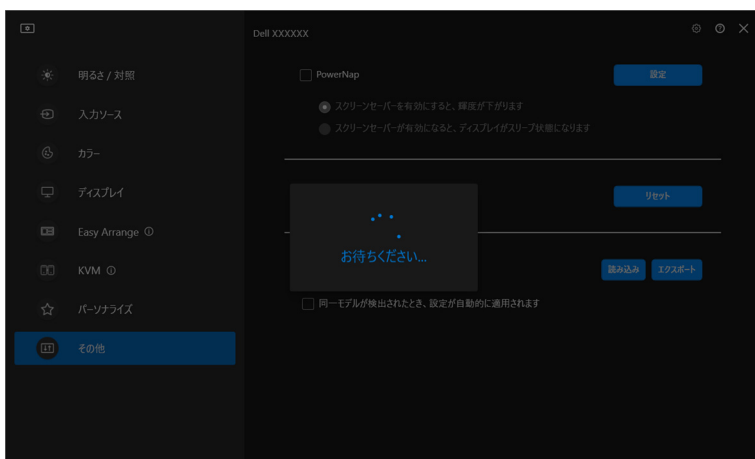 Dell XXXXXX
明るさ / 対照
入力ソース
カラー
ディスプレイ
Easy Arrange
KVM
パーソナライズ
その他
PowerNap
設定
スクリーンセーバーを有効にすると、輝度が下がります
スクリーンセーバーが有効になると、ディスプレイがスリープ状態になります
リセット
お待ちください...
読み込み
エクスポート
同一モデルが検出されたとき、設定が自動的に適用されます